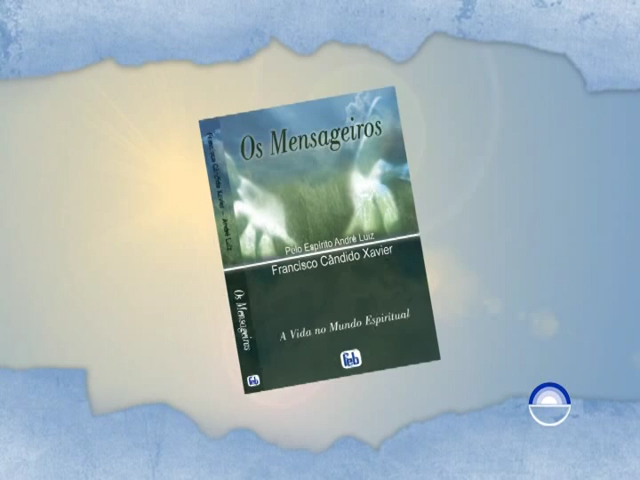 Os Mensageiros
Pelo Espírito André Luiz
Francisco Cândido Xavier
A Vida no Mundo Espiritual
feb
Francisco Cândido Xavier - André Luiz
Os Mensageiros
feb